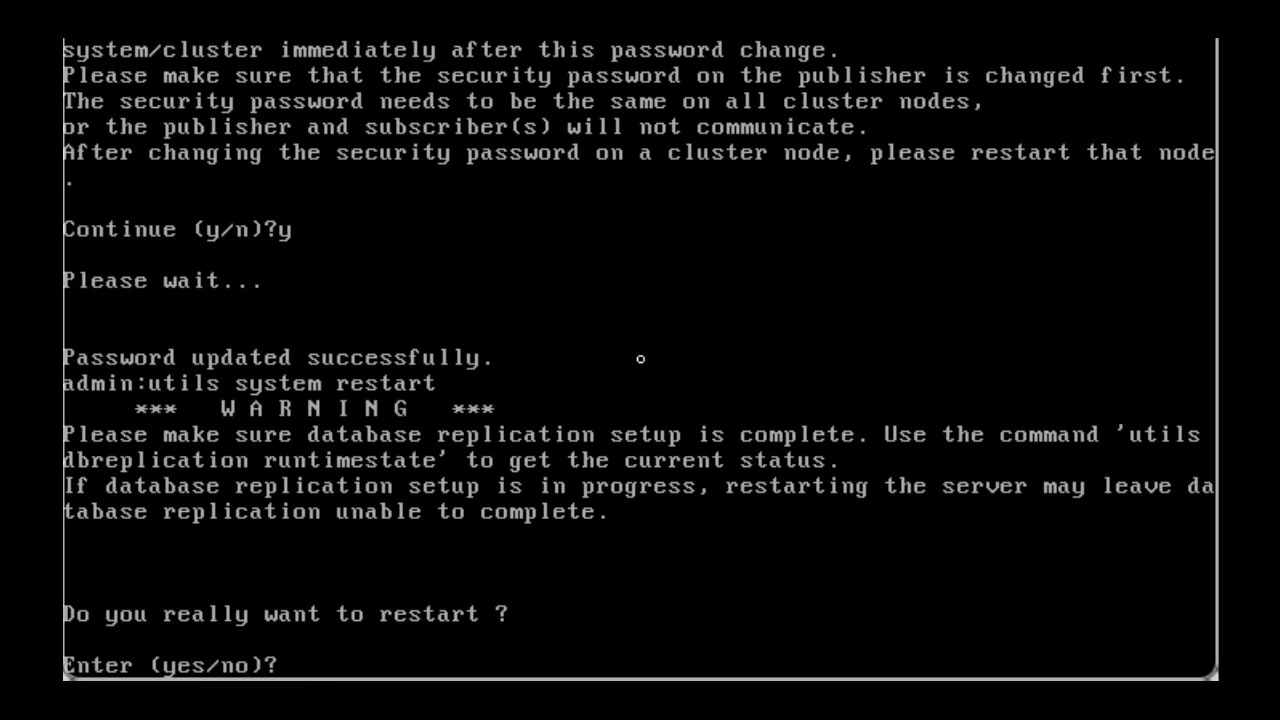 system/cluster immediately after this password change.
Please make sure that the security password on the publisher is changed first.
The security password needs to be the same on all cluster nodes,
or the publisher and subscriber(s) will not communicate.
After changing the security password on a cluster node, please restart that node
.
Continue (y/n)?y
Please wait...
Password updated successfully.
admin:utils system restart
*** W A R N I N G ***
Please make sure database replication setup is complete. Use the command 'utils
dbreplication runtimestate' to get the current status.
If database replication setup is in progress, restarting the server may leave da
tabase replication unable to complete.
Do you really want to restart ?
Enter (yes/no)?